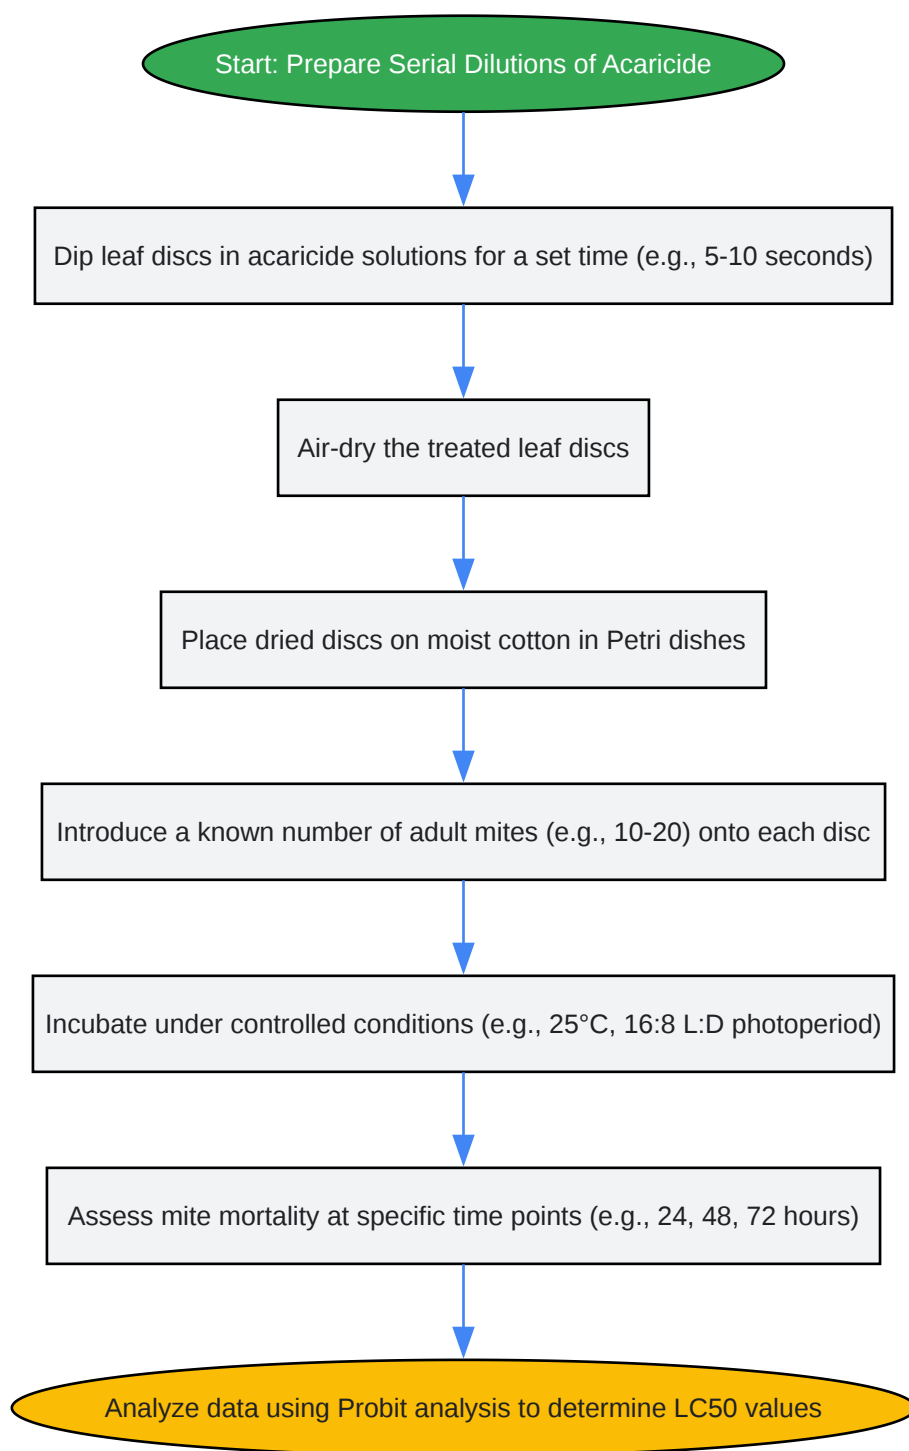 Start: Prepare Serial Dilutions of Acaricide
Dip leaf discs in acaricide solutions for a set time (e.g., 5-10 seconds)
Air-dry the treated leaf discs
Place dried discs on moist cotton in Petri dishes
Introduce a known number of adult mites (e.g., 10-20) onto each disc
Incubate under controlled conditions (e.g., 25°C, 16:8 L:D photoperiod)
Assess mite mortality at specific time points (e.g., 24, 48, 72 hours)
Analyze data using Probit analysis to determine LC50 values